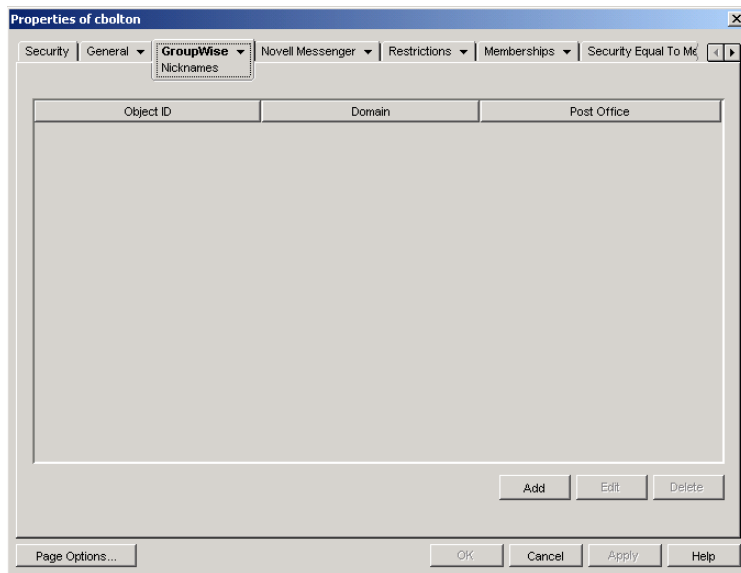 Properties of cbolton
Security General GroupWise Novell Messenger Restrictions Memberships Security Equal To Me
Nicknames
Object ID Domain Post Office
Add Edit Delete
Page Options... OK Cancel Apply Help